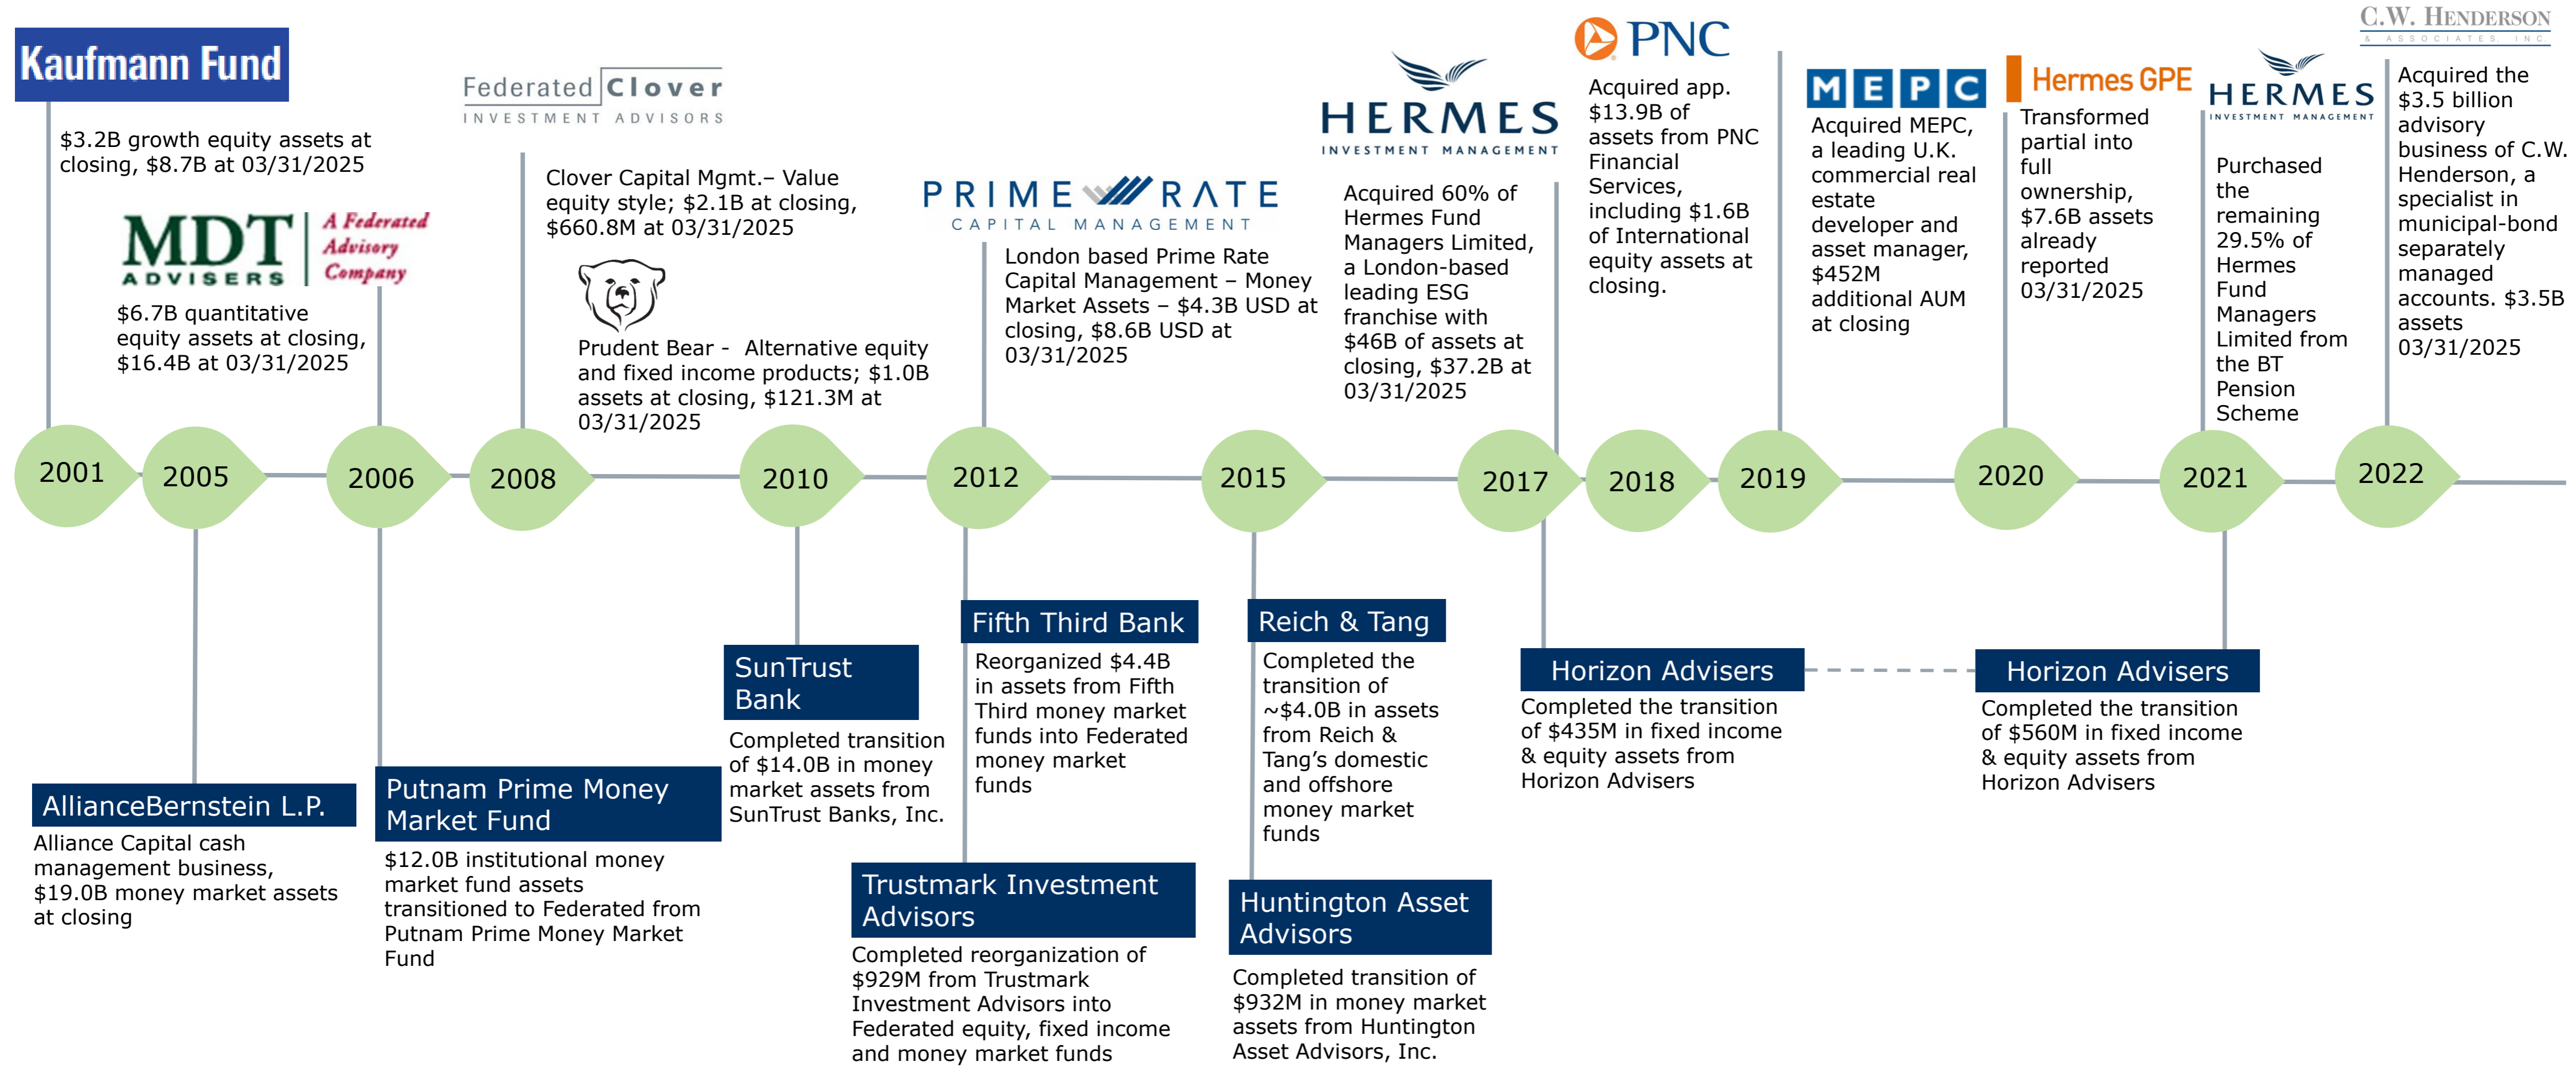 Kaufmann Fund
$3.2B growth equity assets at
closing, $8.7B at 03/31/2025
MDT
ADVISERS
A Federated
Advisory
Company
$6.7B quantitative
equity assets at closing,
$16.4B at 03/31/2025
Federated Clover
INVESTMENT ADVISORS
Clover Capital Mgmt.– Value
equity style; $2.1B at closing,
$660.8M at 03/31/2025
Prudent Bear - Alternative equity
and fixed income products; $1.0B
assets at closing, $121.3M at
03/31/2025
PRIME RATE
CAPITAL MANAGEMENT
London based Prime Rate
Capital Management – Money
Market Assets – $4.3B USD at
closing, $8.6B USD at
03/31/2025
HERMES
INVESTMENT MANAGEMENT
Acquired 60% of
Hermes Fund
Managers Limited,
a London-based
leading ESG
franchise with
$46B of assets at
closing, $37.2B at
03/31/2025
PNC
Acquired app.
$13.9B of
assets from PNC
Financial
Services,
including $1.6B
of International
equity assets at
closing.
MEPC
Acquired MEPC,
a leading U.K.
commercial real
estate
developer and
asset manager,
$452M
additional AUM
at closing
Hermes GPE
Transformed
partial into
full
ownership,
$7.6B assets
already
reported
03/31/2025
HERMES
INVESTMENT MANAGEMENT
Purchased
the
remaining
29.5% of
Hermes
Fund
Managers
Limited from
the BT
Pension
Scheme
C.W. HENDERSON
& ASSOCIATES, INC.
Acquired the
$3.5 billion
advisory
business of C.W.
Henderson, a
specialist in
municipal-bond
separately
managed
accounts. $3.5B
assets
03/31/2025
2001
2005
2006
2008
2010
2012
2015
2017
2018
2019
2020
2021
2022
AllianceBernstein L.P.
Alliance Capital cash
management business,
$19.0B money market assets
at closing
Putnam Prime Money
Market Fund
$12.0B institutional money
market fund assets
transitioned to Federated from
Putnam Prime Money Market
Fund
SunTrust
Bank
Completed transition
of $14.0B in money
market assets from
SunTrust Banks, Inc.
Fifth Third Bank
Reorganized $4.4B
in assets from Fifth
Third money market
funds into Federated
money market
funds
Trustmark Investment
Advisors
Completed reorganization of
$929M from Trustmark
Investment Advisors into
Federated equity, fixed income
and money market funds
Reich & Tang
Completed the
transition of
~$4.0B in assets
from Reich &
Tang’s domestic
and offshore
money market
funds
Huntington Asset
Advisors
Completed transition of
$932M in money market
assets from Huntington
Asset Advisors, Inc.
Horizon Advisers
Completed the transition
of $435M in fixed income
& equity assets from
Horizon Advisers
Horizon Advisers
Completed the transition
of $560M in fixed income
& equity assets from
Horizon Advisers